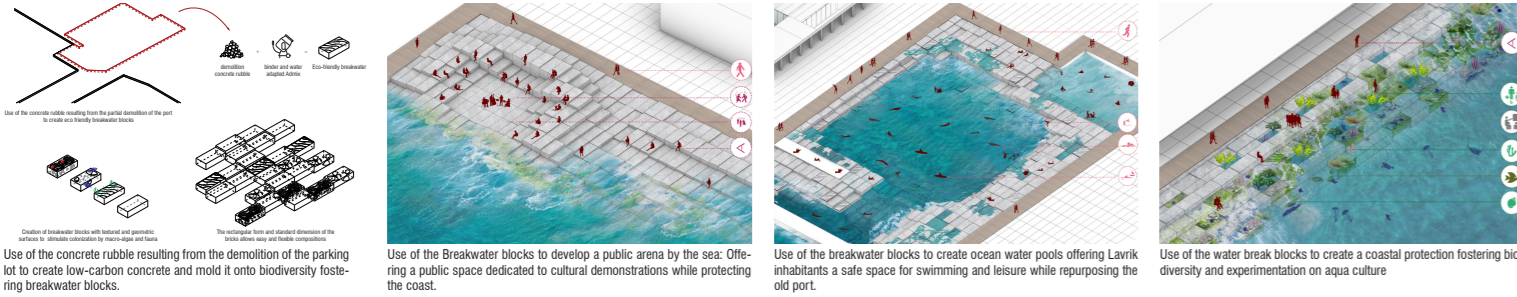 demolition
concrete rubble
binder and water
adapted Admix
Eco-friendly breakwater
Use of the concrete rubble resulting from the partial demolition of the port
to create eco friendly breakwater blocks
Creation of breakwater blocks with textured and geometric
surfaces to stimulate colonization by macro-algae and fauna
The rectangular form and standard dimension of the
bricks allows easy and flexible compositions
Use of the concrete rubble resulting from the demolition of the parking
lot to create low-carbon concrete and mold it onto biodiversity foste-
ring breakwater blocks.
Use of the Breakwater blocks to develop a public arena by the sea: Offe-
ring a public space dedicated to cultural demonstrations while protecting
the coast.
Use of the breakwater blocks to create ocean water pools offering Lavrik
inhabitants a safe space for swimming and leisure while repurposing the
old port.
Use of the water break blocks to create a coastal protection fostering bio
diversity and experimentation on aqua culture